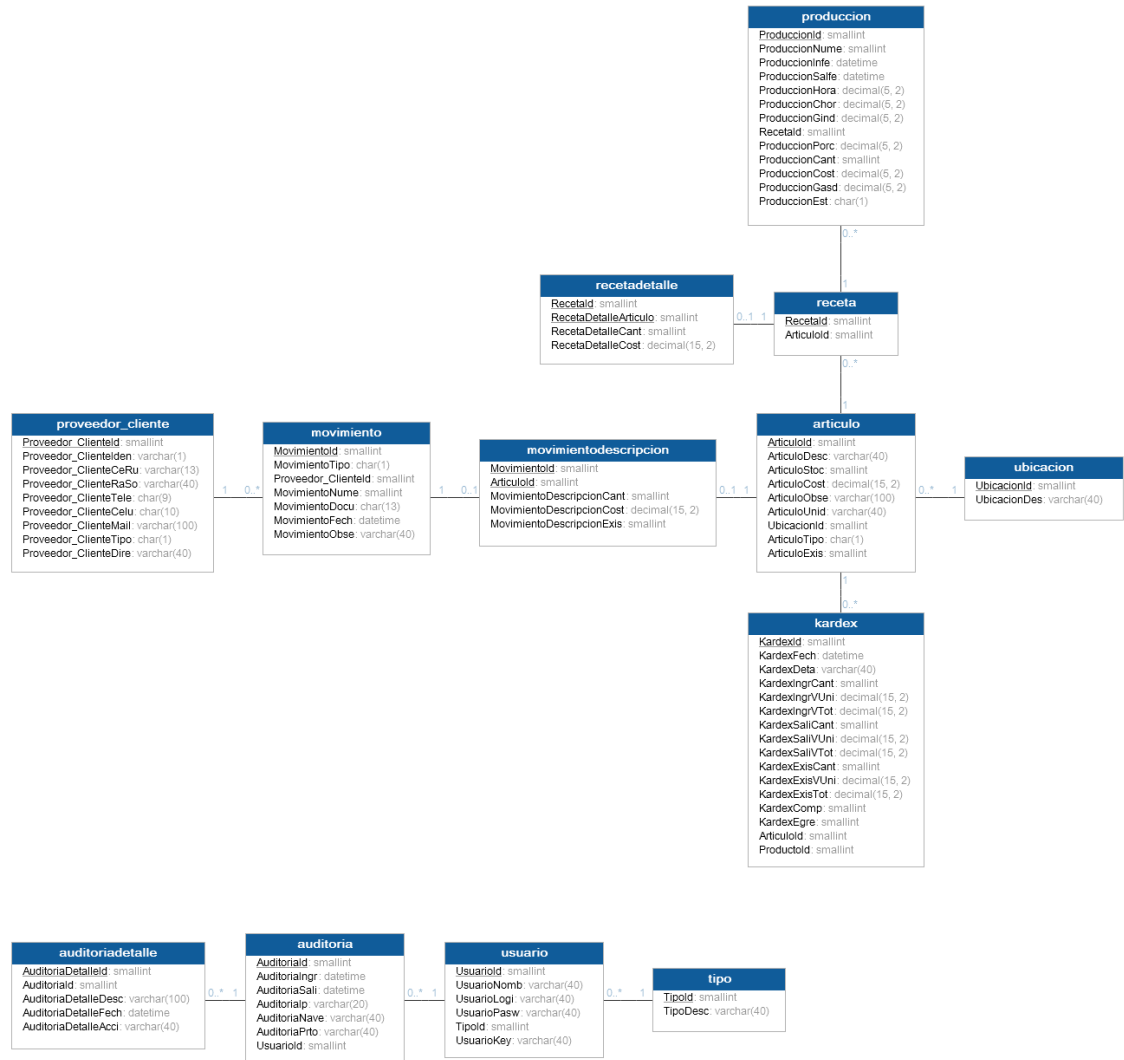 produccion
ProduccionId: smallint
ProduccionNume: smallint
ProduccionInfe: datetime
ProduccionSalfe: datetime
ProduccionHora: decimal(5, 2)
ProduccionChor: decimal(5, 2)
ProduccionGind: decimal(5, 2)
RecetaId: smallint
ProduccionPorc: decimal(5, 2)
ProduccionCant: smallint
ProduccionCost: decimal(5, 2)
ProduccionGasd: decimal(5, 2)
ProduccionEst: char(1)
0..*
1
recetadetalle
RecetaId: smallint
RecetaDetalleArticulo: smallint
RecetaDetalleCant: smallint
RecetaDetalleCost: decimal(15, 2)
0..1 1
receta
RecetaId: smallint
ArticuloId: smallint
0..*
1
proveedor_cliente
Proveedor_ClienteId: smallint
Proveedor_ClienteIden: varchar(1)
Proveedor_ClienteCeRu: varchar(13)
Proveedor_ClienteRaSo: varchar(40)
Proveedor_ClienteTele: char(9)
Proveedor_ClienteCelu: char(10)
Proveedor_ClienteMail: varchar(100)
Proveedor_ClienteTipo: char(1)
Proveedor_ClienteDire: varchar(40)
1 0..*
movimiento
MovimientoId: smallint
MovimientoTipo: char(1)
Proveedor_ClienteId: smallint
MovimientoNume: smallint
MovimientoDocu: char(13)
MovimientoFech: datetime
MovimientoObse: varchar(40)
1 0..1
movimientodescripcion
MovimientoId: smallint
ArticuloId: smallint
MovimientoDescripcionCant: smallint
MovimientoDescripcionCost: decimal(15, 2)
MovimientoDescripcionExis: smallint
0..1 1
articulo
ArticuloId: smallint
ArticuloDesc: varchar(40)
ArticuloStoc: smallint
ArticuloCost: decimal(15, 2)
ArticuloObse: varchar(100)
ArticuloUnid: varchar(40)
UbicacionId: smallint
ArticuloTipo: char(1)
ArticuloExis: smallint
0..* 1
ubicacion
UbicacionId: smallint
UbicacionDes: varchar(40)
1
0..*
kardex
KardexId: smallint
KardexFech: datetime
KardexDeta: varchar(40)
KardexIngrCant: smallint
KardexIngrVUni: decimal(15, 2)
KardexIngrVTot: decimal(15, 2)
KardexSaliCant: smallint
KardexSaliVUni: decimal(15, 2)
KardexSaliVTot: decimal(15, 2)
KardexExisCant: smallint
KardexExisVUni: decimal(15, 2)
KardexExisTot: decimal(15, 2)
KardexComp: smallint
KardexEgre: smallint
ArticuloId: smallint
ProductoId: smallint
auditoriadetalle
AuditoriaDetalleId: smallint
AuditoriaId: smallint
AuditoriaDetalleDesc: varchar(100)
AuditoriaDetalleFech: datetime
AuditoriaDetalleAcci: varchar(40)
0..* 1
auditoria
AuditoriaId: smallint
AuditoriaIngr: datetime
AuditoriaSali: datetime
AuditoriaIp: varchar(20)
AuditoriaNave: varchar(40)
AuditoriaPrto: varchar(40)
UsuarioId: smallint
0..* 1
usuario
UsuarioId: smallint
UsuarioNomb: varchar(40)
UsuarioLogi: varchar(40)
UsuarioPasw: varchar(40)
TipoId: smallint
UsuarioKey: varchar(40)
0..* 1
tipo
TipoId: smallint
TipoDesc: varchar(40)